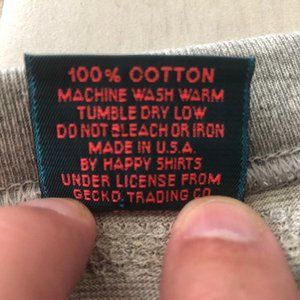 100% COTTON
MACHINE WASH WARM
TUMBLE DRY LOW
DO NOT BLEACH OR IRON
MADE IN U.S.A.
BY HAPPY SHIRTS
UNDER LICENSE FROM
GECKO TRADING CO